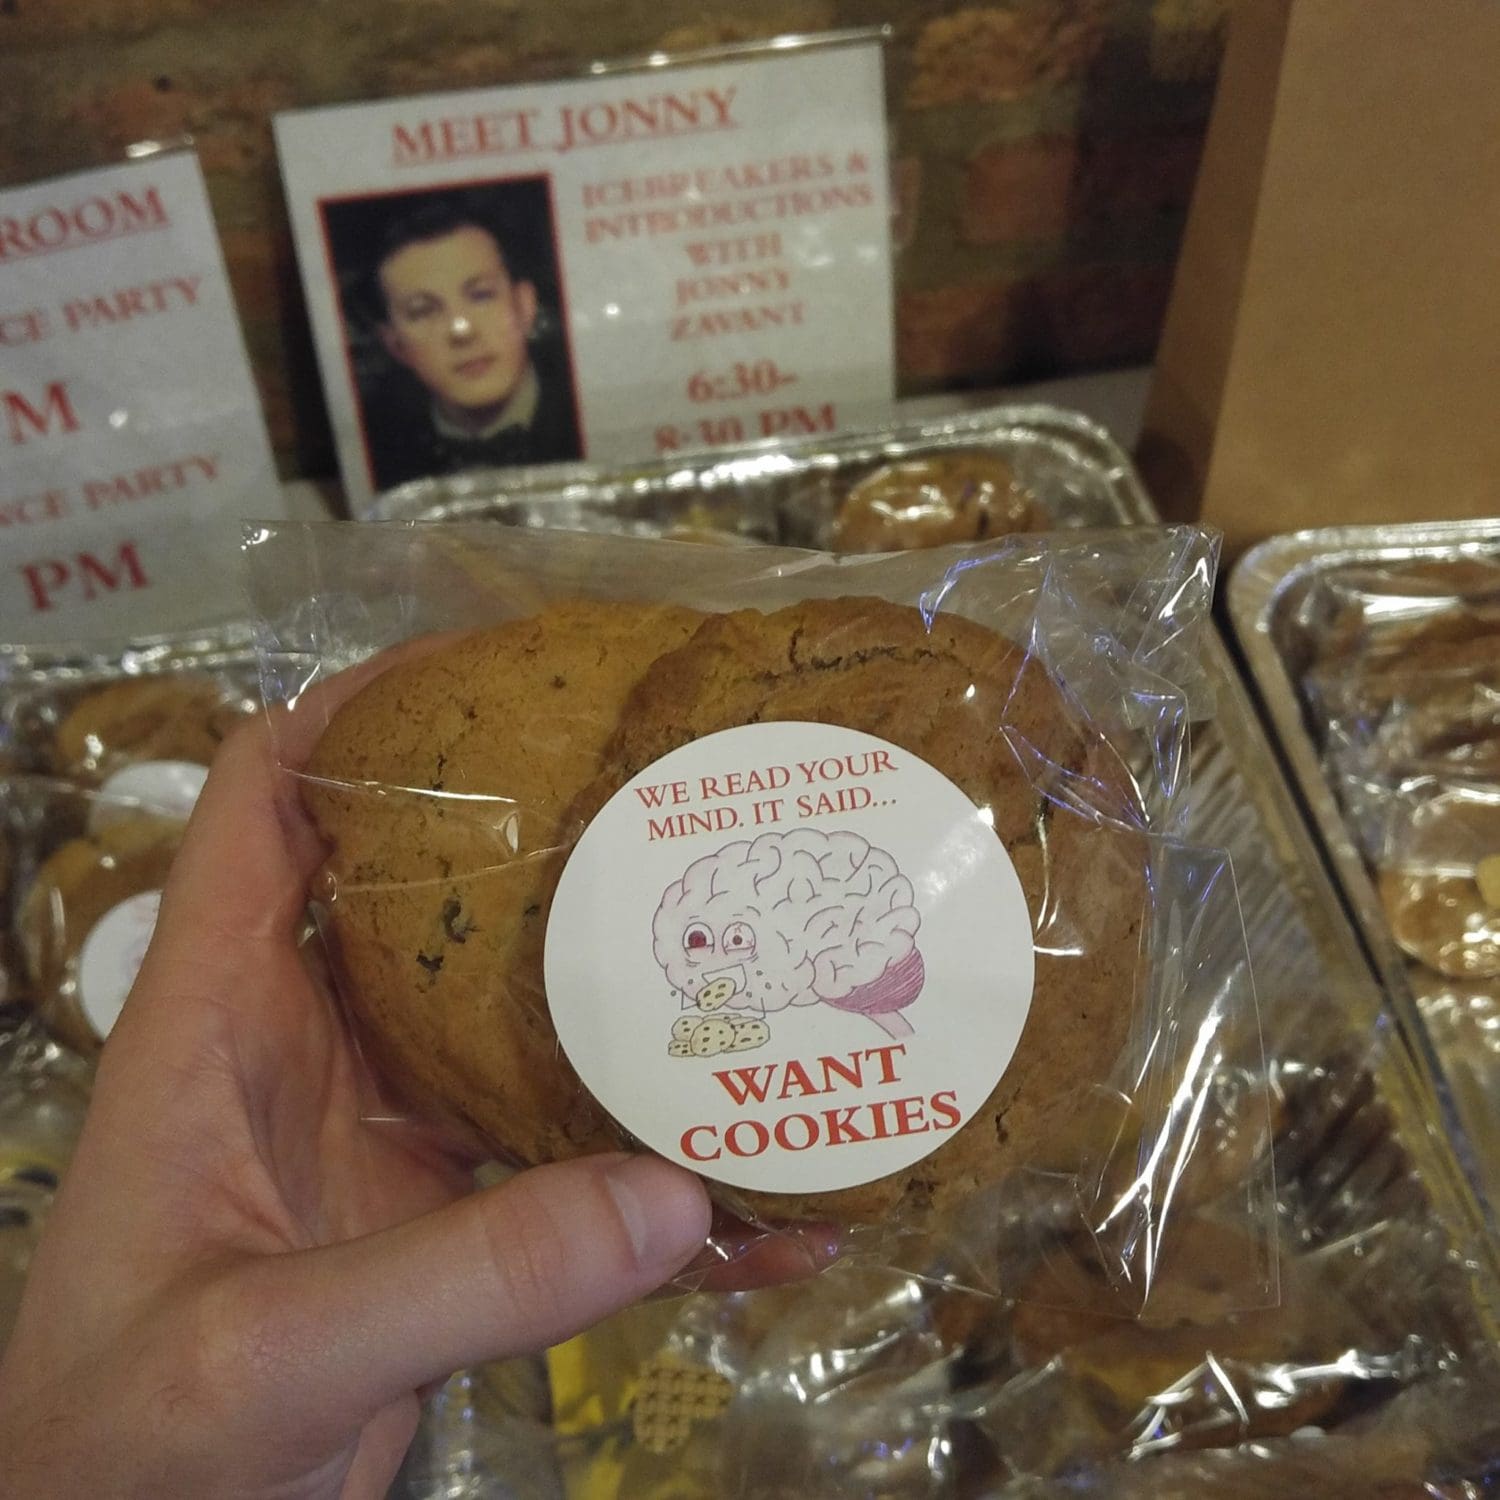 ROOM
CE PARTY
M
NCE PARTY
PM
MEET JONNY
ICEBREAKERS &
INTRODUCTIONS
WITH
JONNY
ZAVANT
6:30-
8:30 PM
WE READ YOUR
MIND. IT SAID...
WANT
COOKIES